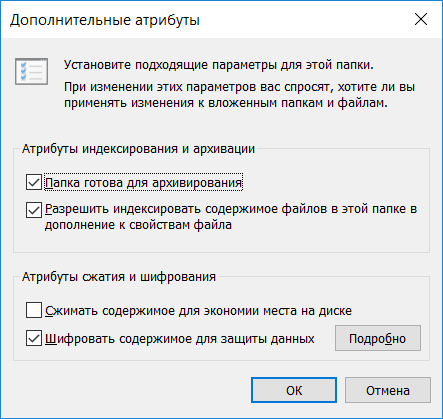 Дополнительные атрибуты
Установите подходящие параметры для этой папки.
При изменении этих параметров вас спросят, хотите ли вы
применять изменения к вложенным папкам и файлам.
Атрибуты индексирования и архивации
Папка готова для архивирования
Разрешить индексировать содержимое файлов в этой папке в
дополнение к свойствам файла
Атрибуты сжатия и шифрования
Сжимать содержимое для экономии места на диске
Шифровать содержимое для защиты данных
Подробно
ОК
Отмена